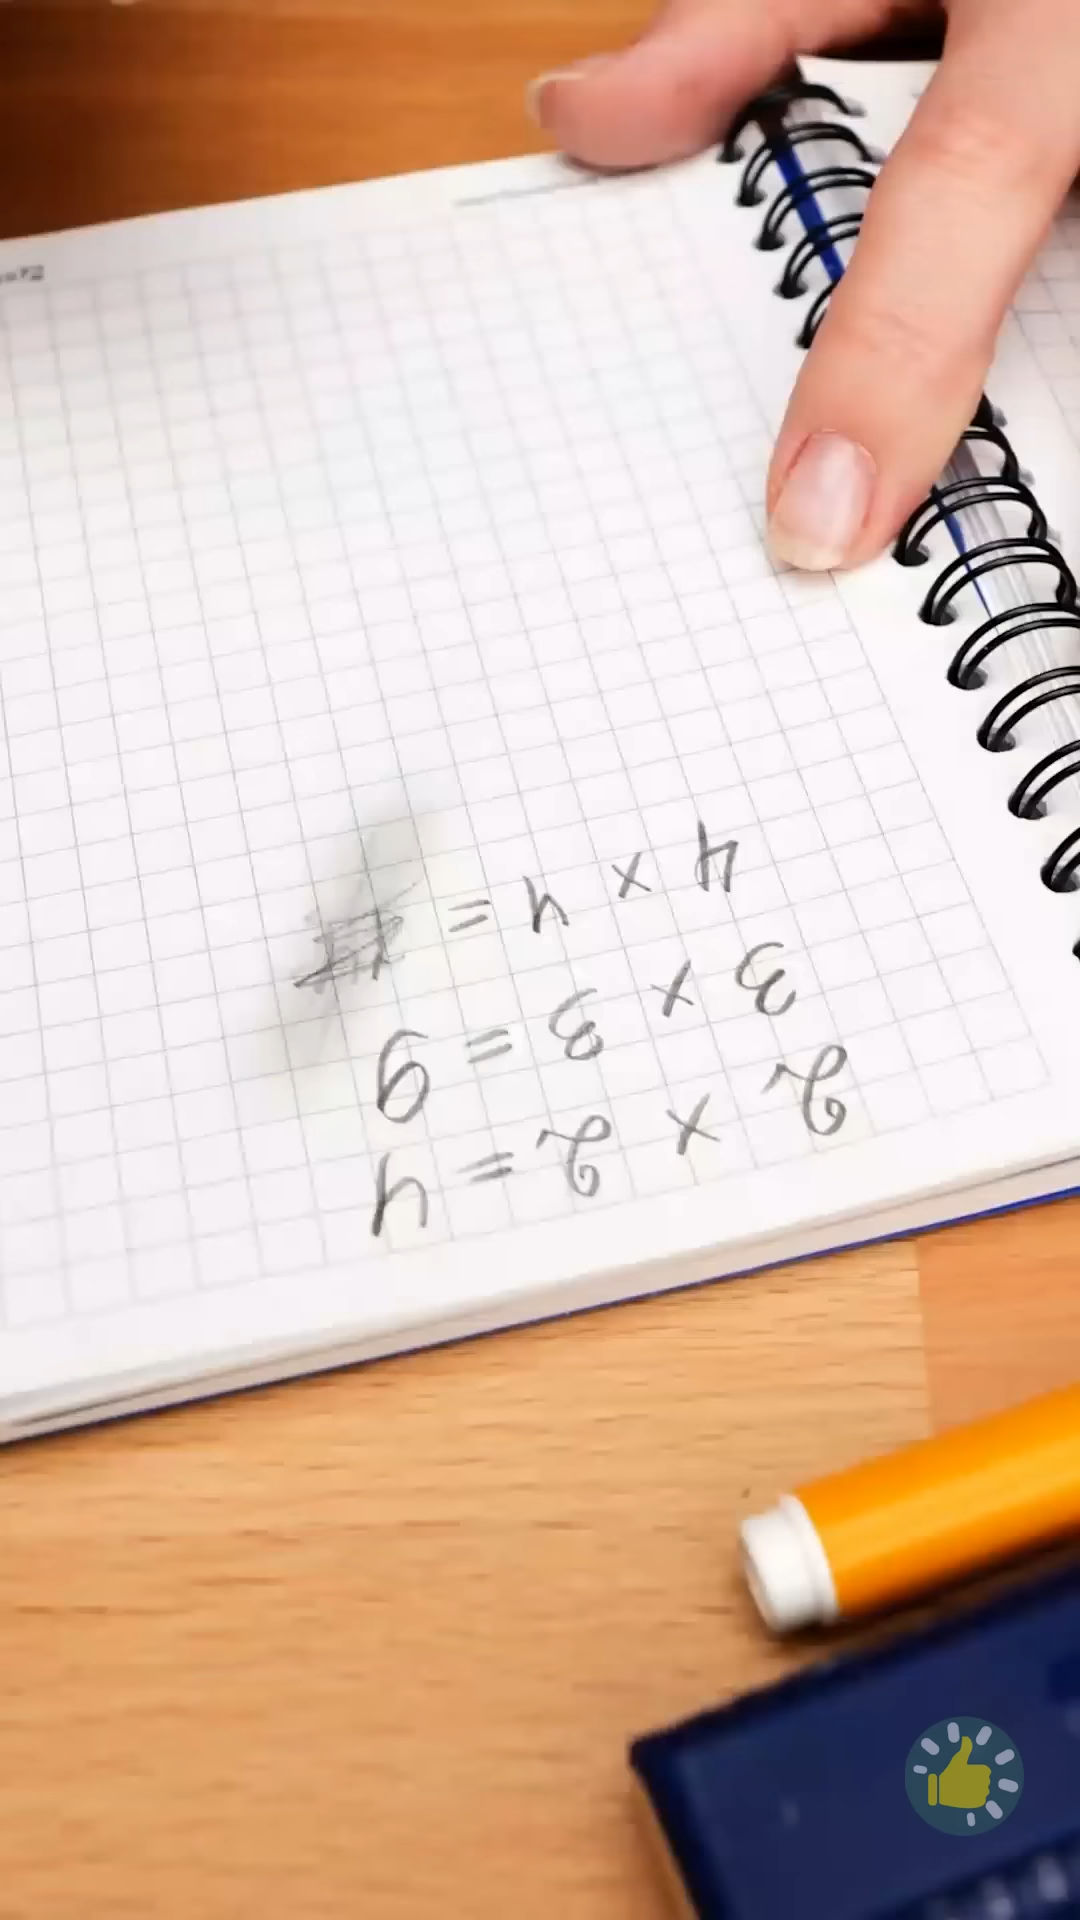 2 x 2 = 4
3 x 3 = 9
4 x 4 =